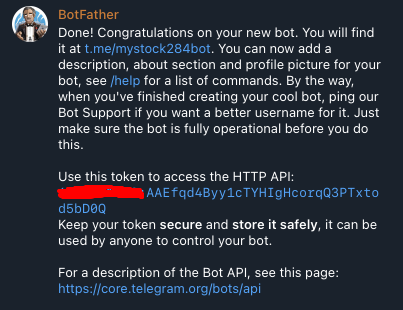 BotFather
Done! Congratulations on your new bot. You will find
it at t.me/mystock284bot. You can now add a
description, about section and profile picture for your
bot, see /help for a list of commands. By the way,
when you've finished creating your cool bot, ping our
Bot Support if you want a better username for it. Just
make sure the bot is fully operational before you do
this.
Use this token to access the HTTP API:
AAEfqd4Byy1cTYHIgHcorqQ3PTxto
d5bD0Q
Keep your token secure and store it safely, it can be
used by anyone to control your bot.
For a description of the Bot API, see this page:
https://core.telegram.org/bots/api